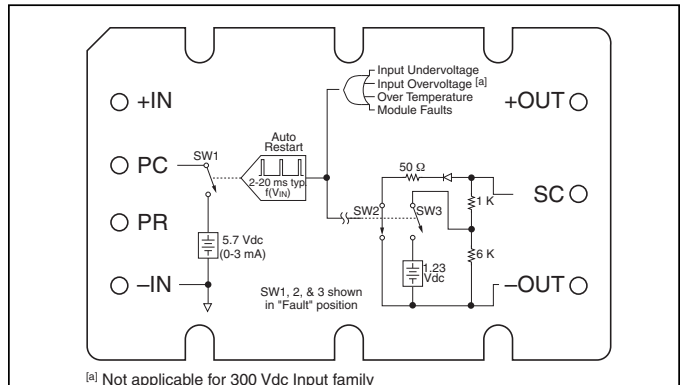 Input Undervoltage
Input Overvoltage [a]
Over Temperature
Module Faults
+IN
+OUT
Auto
Restart
PC
SW1
50 Ω
2-20 ms typ.
f(VIN)
SC
1 K
PR
SW2
SW3
5.7 Vdc
(0-3 mA)
6 K
1.23
Vdc
–IN
SW1, 2, & 3 shown
in "Fault" position
–OUT
[a] Not applicable for 300 Vdc Input family